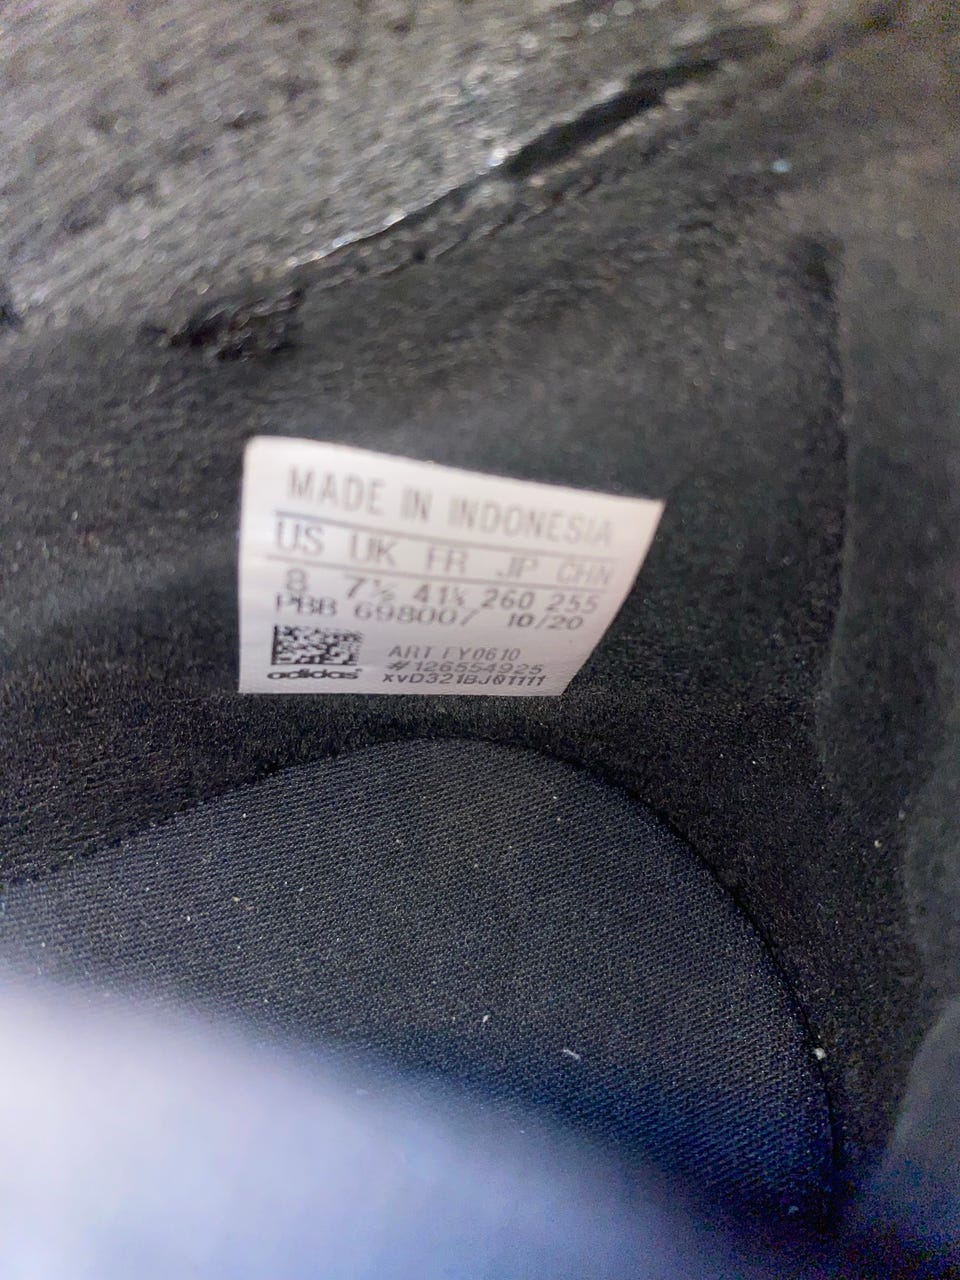 MADE IN INDONESIA
US UK FR JP CHN
8 7½ 41⅓ 260 255
PBB 698007 10/20
ART FY0610
#126554925
adidas xvD321BJ01111